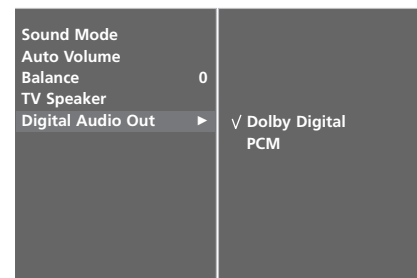 Sound Mode
Auto Volume
Balance 0
TV Speaker
Digital Audio Out ►
√ Dolby Digital
PCM